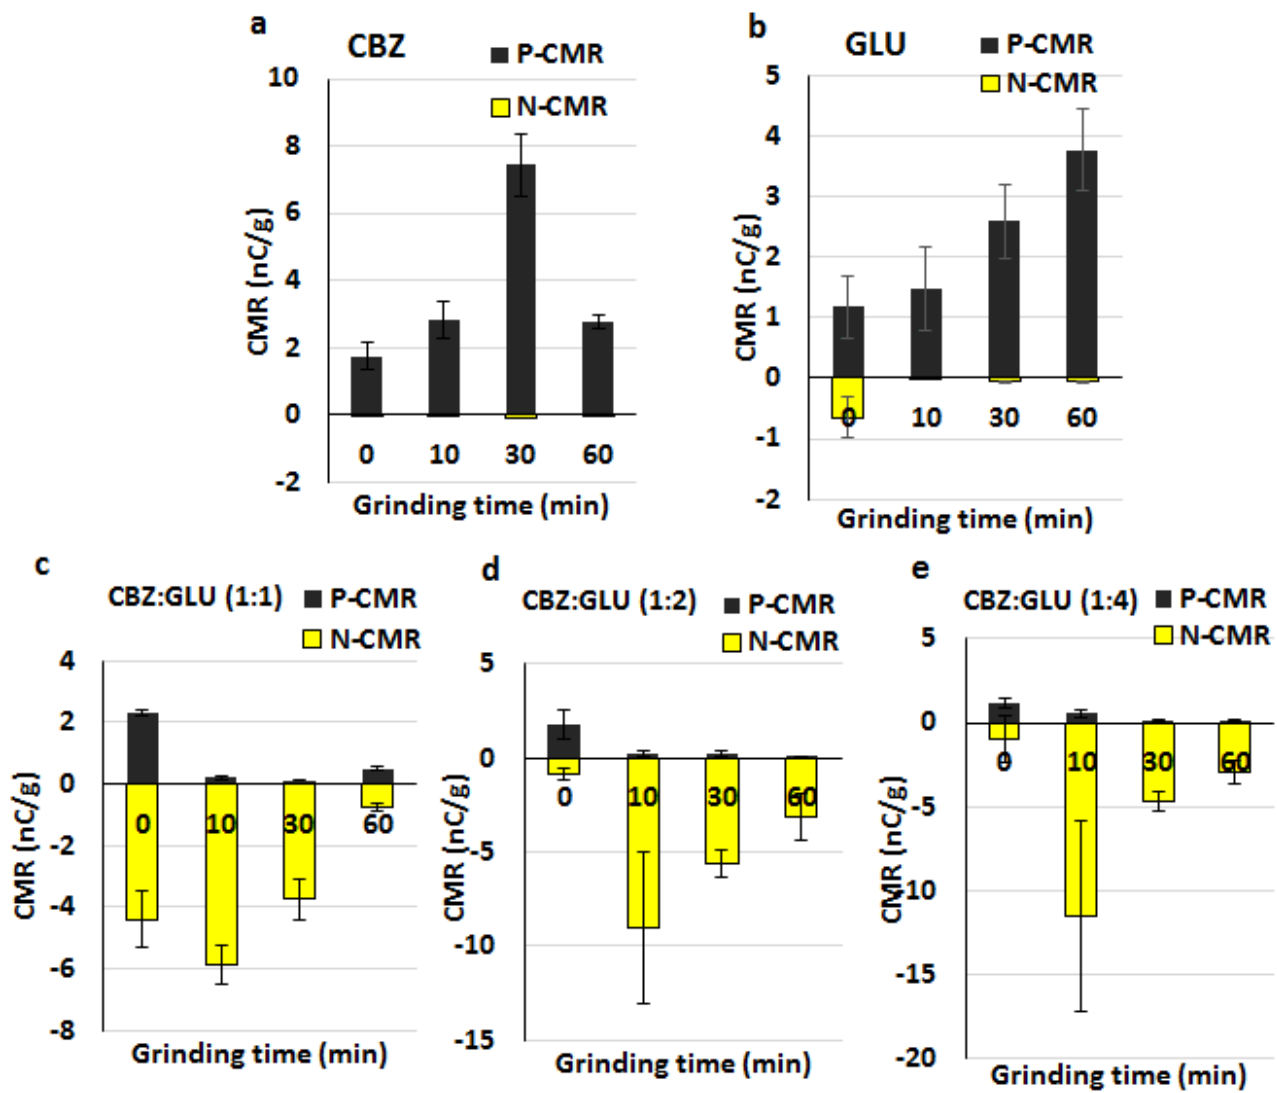 a
CBZ
P-CMR
N-CMR
10
8
6
4
2
0
-2
CMR (nC/g)
0 10 30 60
Grinding time (min)
b
GLU
P-CMR
N-CMR
5
4
3
2
1
0
-1
-2
CMR (nC/g)
0 10 30 60
Grinding time (min)
c
CBZ:GLU (1:1)
P-CMR
N-CMR
4
2
0
-2
-4
-6
-8
CMR (nC/g)
0 10 30 60
Grinding time (min)
d
CBZ:GLU (1:2)
P-CMR
N-CMR
5
0
-5
-10
-15
CMR (nC/g)
0 10 30 60
Grinding time (min)
e
CBZ:GLU (1:4)
P-CMR
N-CMR
5
0
-5
-10
-15
-20
CMR (nC/g)
0 10 30 60
Grinding time (min)